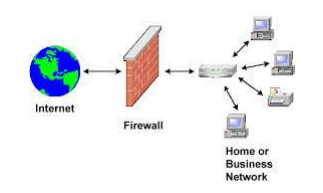 Internet
Firewall
Home or
Business
Network